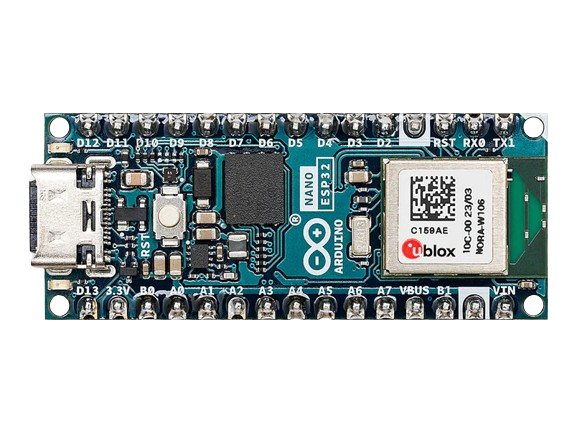 D12 D11 D10 D9 D8 D7 D6 D5 D4 D3 D2 RST RX0 TX1
RST
NANO
ESP32
®
ARDUINO
C159AE
ublox
10C-00 23/03
NORA-W106
D13 3.3V B0 A0 A1 A2 A3 A4 A5 A6 A7 VBUS B1 VIN